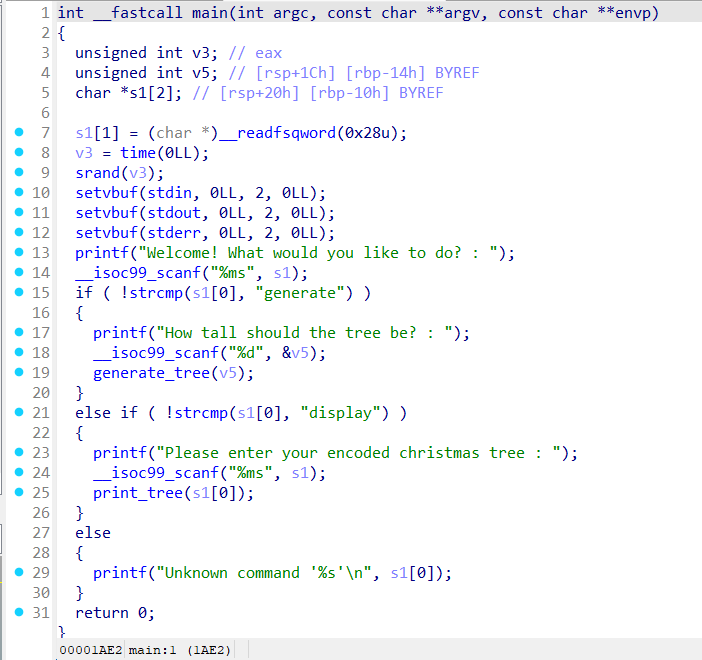 1 int __fastcall main(int argc, const char **argv, const char **envp)
2 {
3   unsigned int v3; // eax
4   unsigned int v5; // [rsp+1Ch] [rbp-14h] BYREF
5   char *s1[2]; // [rsp+20h] [rbp-10h] BYREF
6
7   s1[1] = (char *)__readfsqword(0x28u);
8   v3 = time(0LL);
9   srand(v3);
10   setvbuf(stdin, 0LL, 2, 0LL);
11   setvbuf(stdout, 0LL, 2, 0LL);
12   setvbuf(stderr, 0LL, 2, 0LL);
13   printf("Welcome! What would you like to do? : ");
14   __isoc99_scanf("%ms", s1);
15   if ( !strcmp(s1[0], "generate") )
16   {
17     printf("How tall should the tree be? : ");
18     __isoc99_scanf("%d", &v5);
19     generate_tree(v5);
20   }
21   else if ( !strcmp(s1[0], "display") )
22   {
23     printf("Please enter your encoded christmas tree : ");
24     __isoc99_scanf("%ms", s1);
25     print_tree(s1[0]);
26   }
27   else
28   {
29     printf("Unknown command '%s'\n", s1[0]);
30   }
31   return 0;
}
00001AE2 main:1 (1AE2)